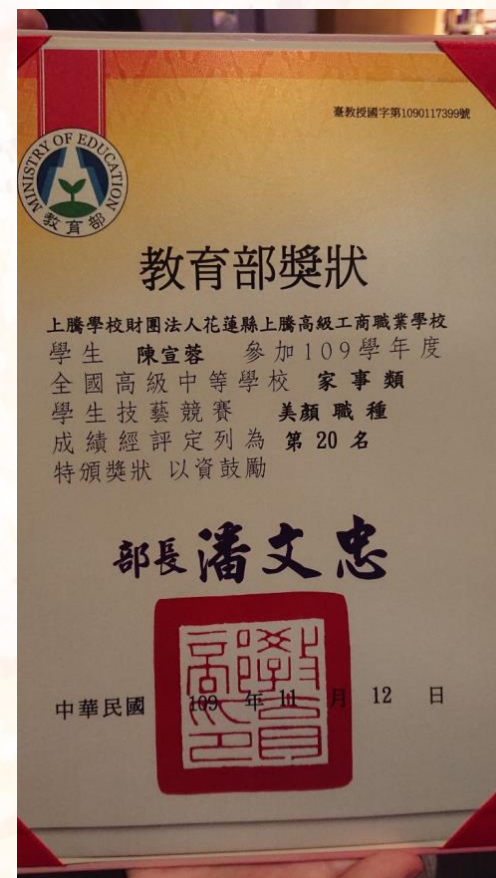 臺教授國字第1090117399號
MINISTRY OF EDUCATION
教育部
教育部獎狀
上騰學校財團法人花蓮縣上騰高級工商職業學校
學生 陳宣蓉 參加109學年度
全國高級中等學校 家事類
學生技藝競賽 美顏職種
成績經評定列為 第 20 名
特頒獎狀 以資鼓勵
部長潘文忠
教育部印
中華民國 109 年 11 月 12 日